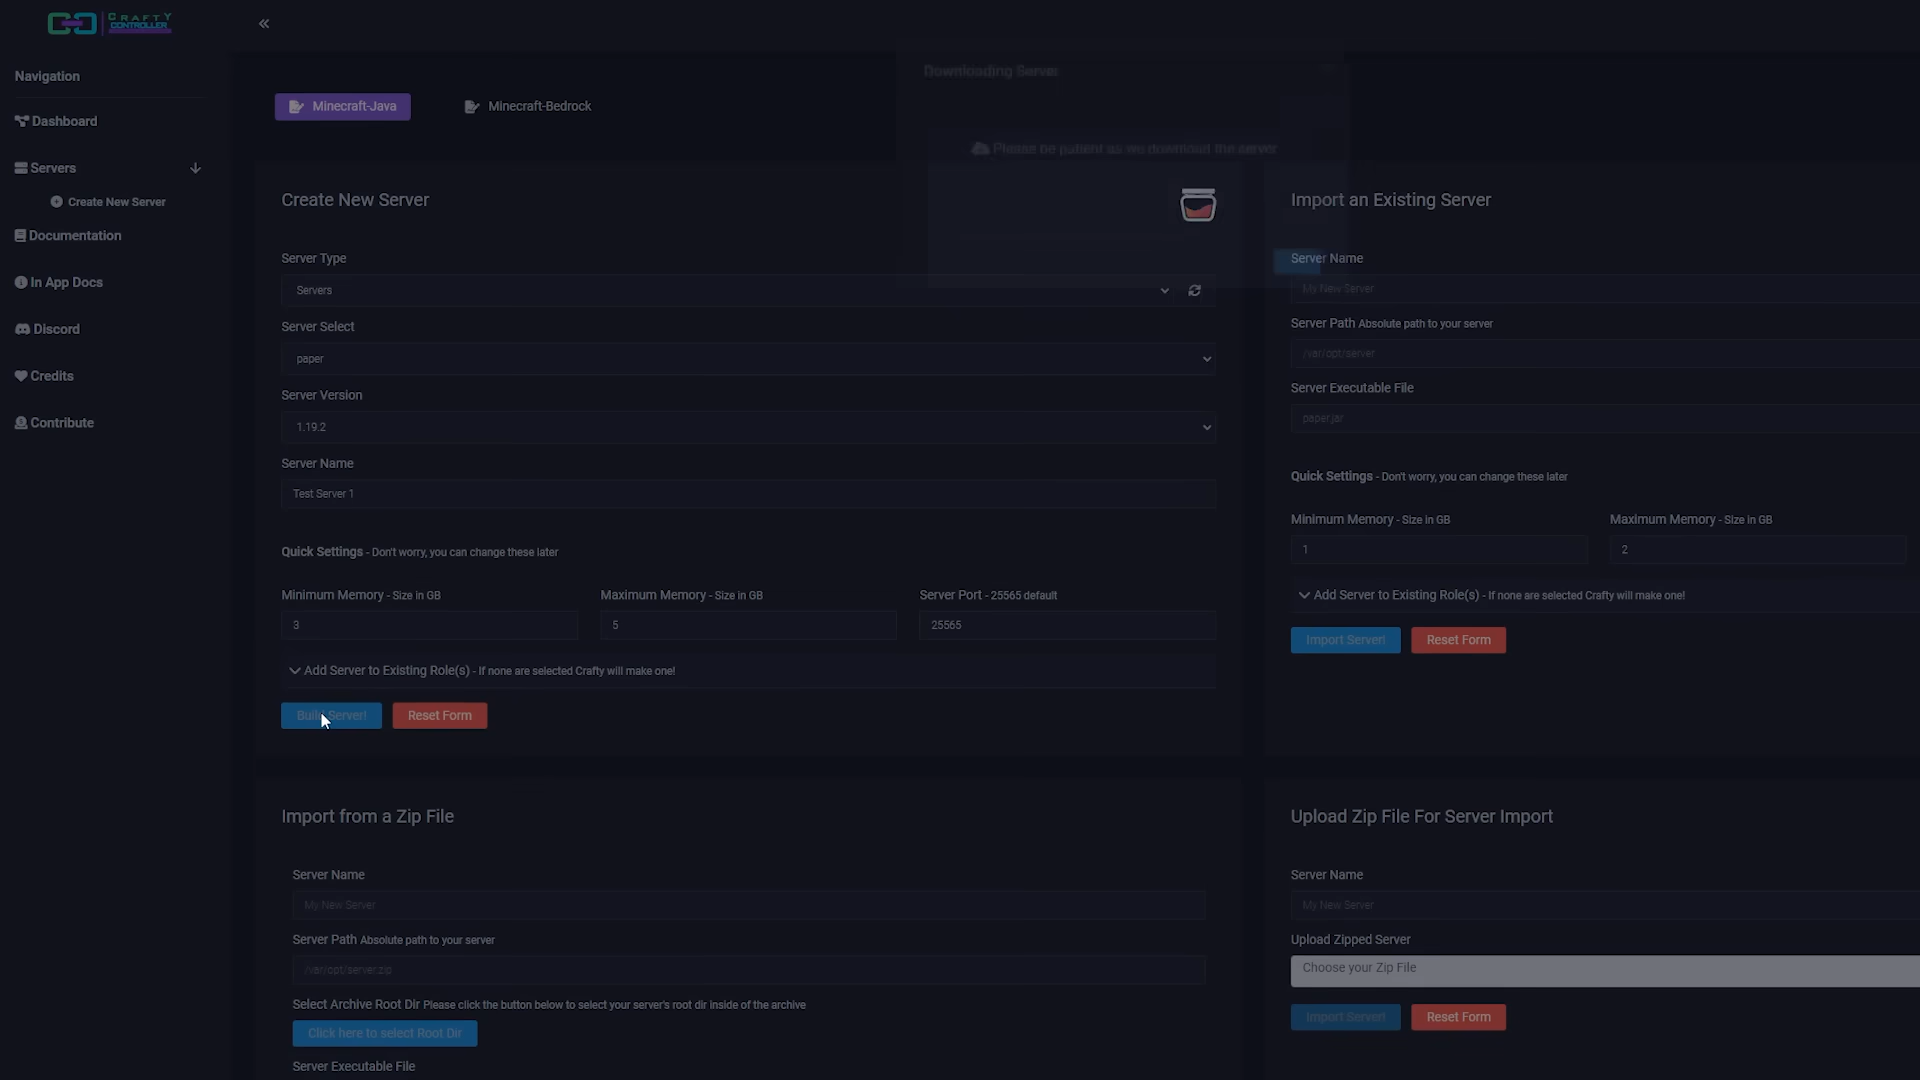 CRAFTY
CONTROLLER
Navigation
Dashboard
Servers
Create New Server
Documentation
In App Docs
Discord
Credits
Contribute
Minecraft-Java
Minecraft-Bedrock
Downloading Server
Please be patient as we download the server
Create New Server
Server Type
Servers
Server Select
paper
Server Version
1.19.2
Server Name
Test Server 1
Quick Settings - Don't worry, you can change these later
Minimum Memory - Size in GB
3
Maximum Memory - Size in GB
5
Server Port - 25565 default
25565
Add Server to Existing Role(s) - If none are selected Crafty will make one!
Build Server!
Reset Form
Import an Existing Server
Server Name
My New Server
Server Path Absolute path to your server
/var/opt/server
Server Executable File
paper.jar
Quick Settings - Don't worry, you can change these later
Minimum Memory - Size in GB
1
Maximum Memory - Size in GB
2
Add Server to Existing Role(s) - If none are selected Crafty will make one!
Import Server!
Reset Form
Import from a Zip File
Server Name
My New Server
Server Path Absolute path to your server
/var/opt/server.zip
Select Archive Root Dir Please click the button below to select your server's root dir inside of the archive
Click here to select Root Dir
Server Executable File
Upload Zip File For Server Import
Server Name
My New Server
Upload Zipped Server
Choose your Zip File
Import Server!
Reset Form